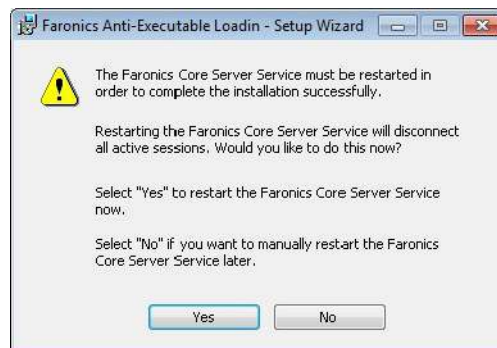 Faronics Anti-Executable Loadin - Setup Wizard
The Faronics Core Server Service must be restarted in
order to complete the installation successfully.
Restarting the Faronics Core Server Service will disconnect
all active sessions. Would you like to do this now?
Select "Yes" to restart the Faronics Core Server Service
now.
Select "No" if you want to manually restart the Faronics
Core Server Service later.
Yes
No